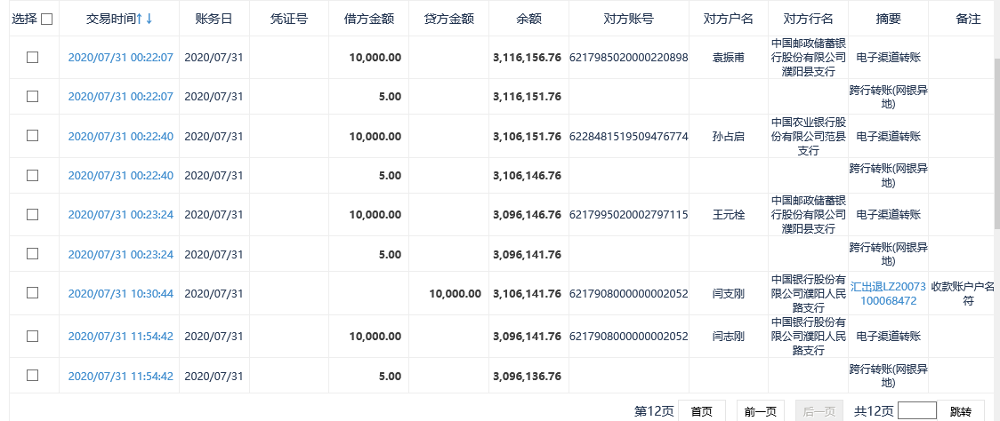 选择 交易时间↑↓ 账务日 凭证号 借方金额 贷方金额 余额 对方账号 对方户名 对方行名 摘要 备注
2020/07/31 00:22:07 2020/07/31 10,000.00 3,116,156.76 6217985020000220898 袁振甫 中国邮政储蓄银
行股份有限公司
濮阳县支行 电子渠道转账
2020/07/31 00:22:07 2020/07/31 5.00 3,116,151.76 跨行转账(网银异
地)
2020/07/31 00:22:40 2020/07/31 10,000.00 3,106,151.76 6228481519509476774 孙占启 中国农业银行股
份有限公司范县
支行 电子渠道转账
2020/07/31 00:22:40 2020/07/31 5.00 3,106,146.76 跨行转账(网银异
地)
2020/07/31 00:23:24 2020/07/31 10,000.00 3,096,146.76 6217995020002797115 王元栓 中国邮政储蓄银
行股份有限公司
濮阳县支行 电子渠道转账
2020/07/31 00:23:24 2020/07/31 5.00 3,096,141.76 跨行转账(网银异
地)
2020/07/31 10:30:44 2020/07/31 10,000.00 3,106,141.76 6217908000000002052 闫支刚 中国银行股份有
限公司濮阳人民
路支行 汇出退LZ20073
100068472 收款账户户名
符
2020/07/31 11:54:42 2020/07/31 10,000.00 3,096,141.76 6217908000000002052 闫志刚 中国银行股份有
限公司濮阳人民
路支行 电子渠道转账
2020/07/31 11:54:42 2020/07/31 5.00 3,096,136.76 跨行转账(网银异
地)
第12页 首页 前一页 后一页 共12页 跳转